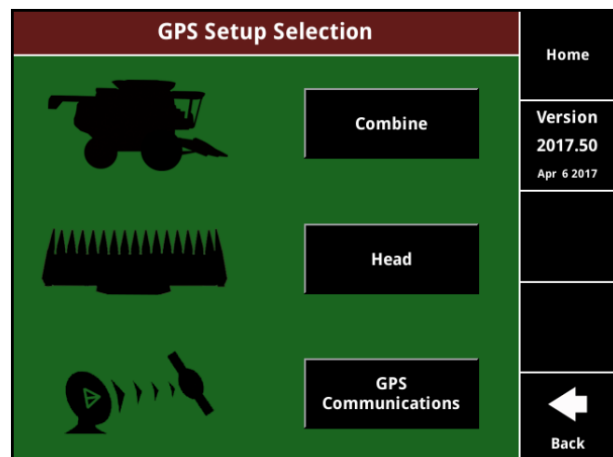 GPS Setup Selection
Home
Combine
Version
2017.50
Apr 6 2017
Head
GPS
Communications
Back